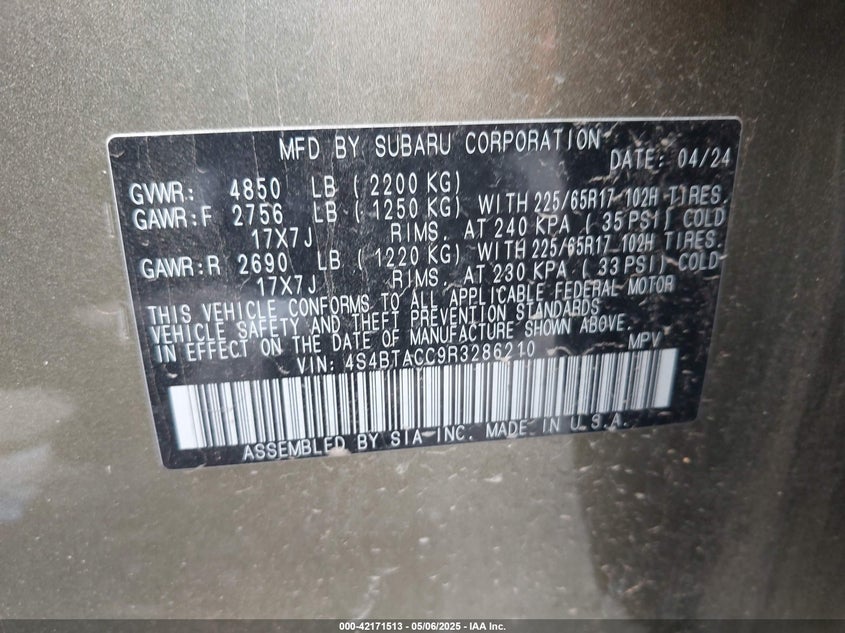 MFD BY SUBARU CORPORATION
DATE: 04/24
GVWR: 4850 LB (2200 KG)
GAWR:F 2756 LB (1250 KG) WITH 225/65R17 102H TIRES.
17X7J RIMS. AT 240 KPA (35 PSI) COLD
GAWR:R 2690 LB (1220 KG) WITH 225/65R17 102H TIRES.
17X7J RIMS. AT 230 KPA (33 PSI) COLD
THIS VEHICLE CONFORMS TO ALL APPLICABLE FEDERAL MOTOR
VEHICLE SAFETY AND THEFT PREVENTION STANDARDS
IN EFFECT ON THE DATE OF MANUFACTURE SHOWN ABOVE.
VIN: 4S4BTACC9R3286210 MPV
ASSEMBLED BY SIA-INC. MADE IN U.S.A.
000-42171513 - 05/06/2025 - IAA Inc.